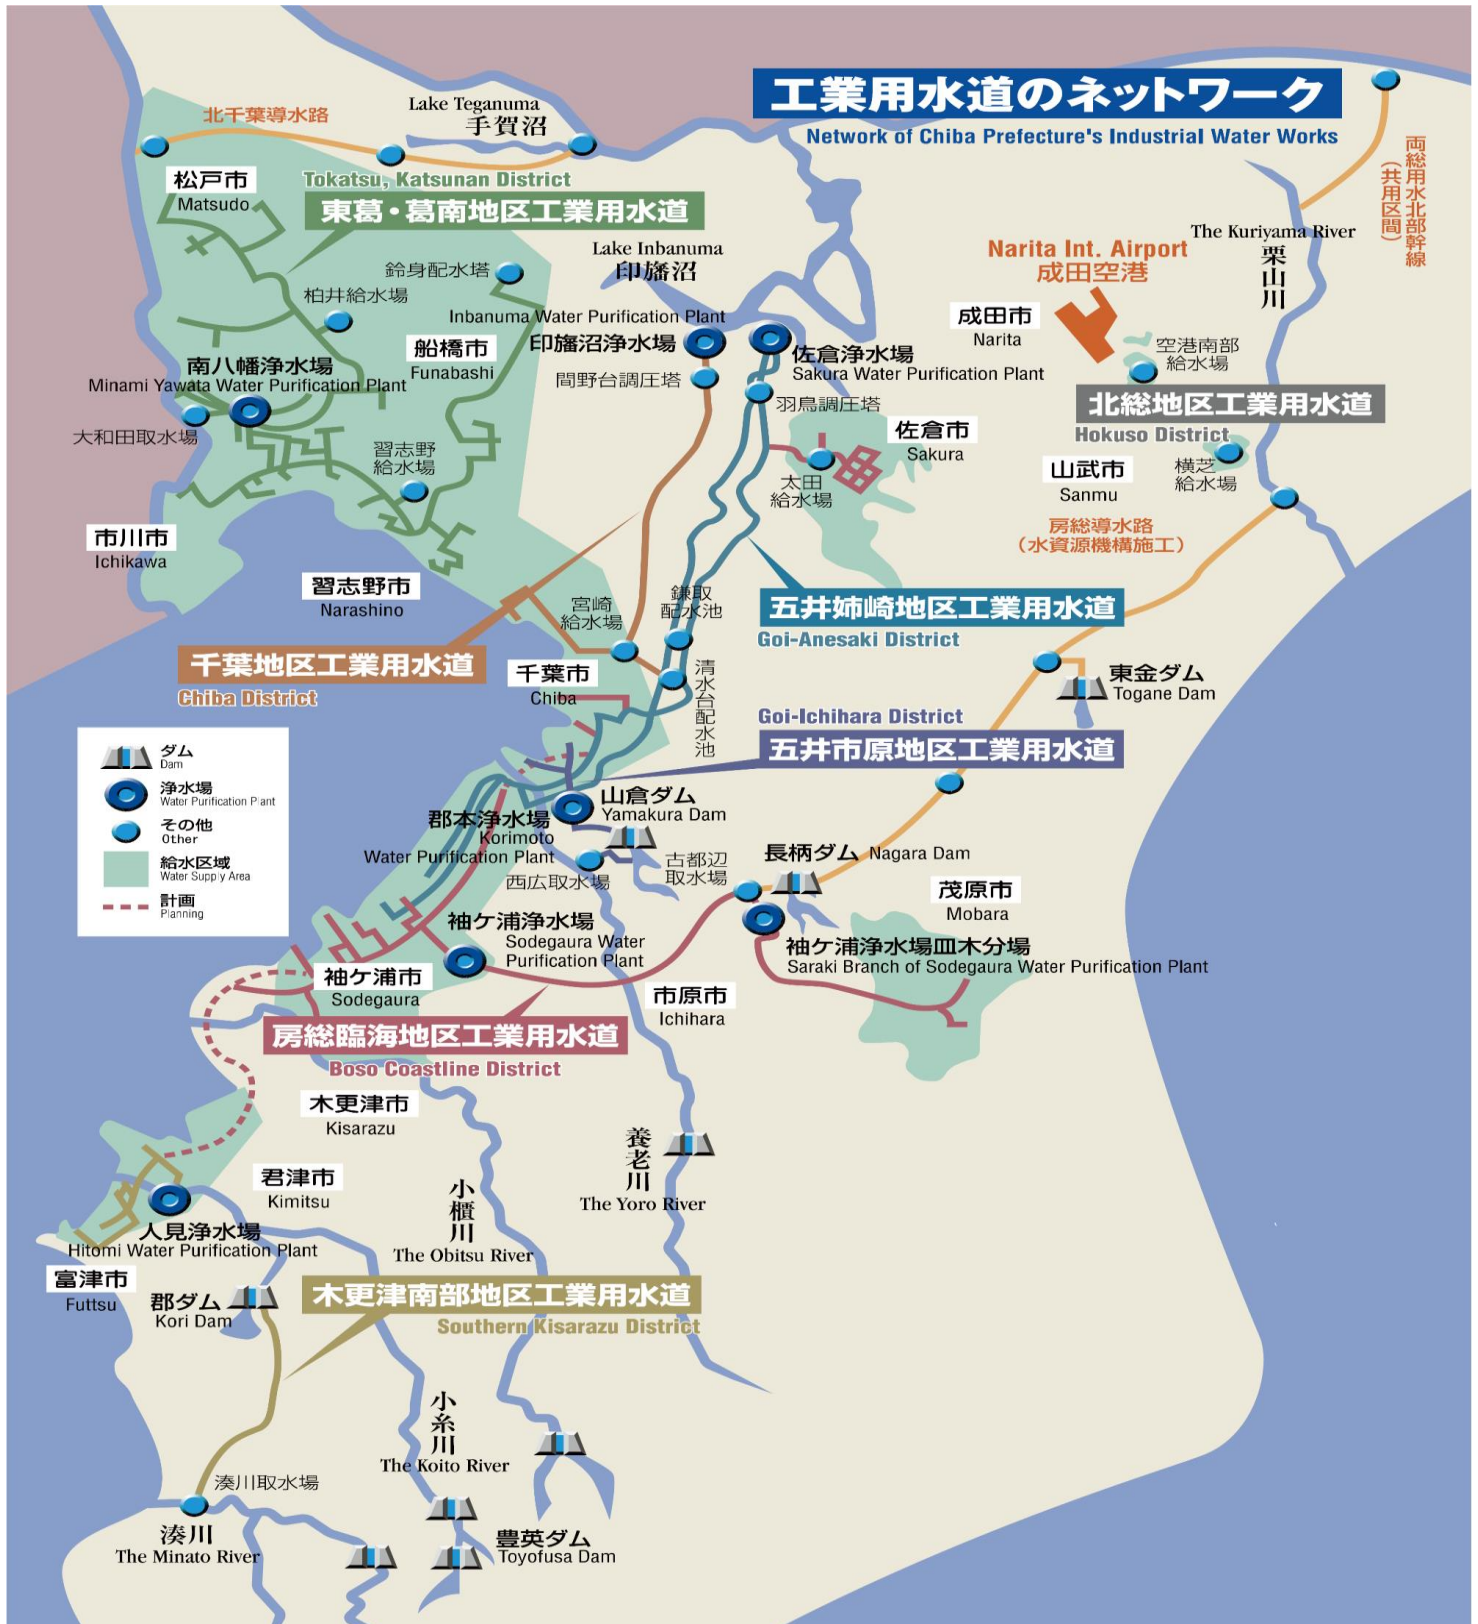 工業用水道のネットワーク
Network of Chiba Prefecture's Industrial Water Works
北千葉導水路
Lake Teganuma
手賀沼
両総用水北部幹線
(共用区間)
松戸市
Matsudo
Tokatsu, Katsunan District
東葛・葛南地区工業用水道
The Kuriyama River
栗山川
Lake Inbanuma
印旛沼
Narita Int. Airport
成田空港
鈴身配水塔
柏井給水場
Inbanuma Water Purification Plant
印旛沼浄水場
成田市
Narita
船橋市
Funabashi
佐倉浄水場
Sakura Water Purification Plant
空港南部
給水場
南八幡浄水場
Minami Yawata Water Purification Plant
間野台調圧塔
羽鳥調圧塔
北総地区工業用水道
Hokuso District
大和田取水場
佐倉市
Sakura
習志野
給水場
太田
給水場
山武市
Sanmu
横芝
給水場
市川市
Ichikawa
房総導水路
(水資源機構施工)
習志野市
Narashino
宮崎
給水場
鎌取
配水池
五井姉崎地区工業用水道
Goi-Anesaki District
千葉地区工業用水道
Chiba District
千葉市
Chiba
清水台配水池
東金ダム
Togane Dam
Goi-Ichihara District
五井市原地区工業用水道
ダム
Dam
浄水場
Water Purification Plant
その他
Other
給水区域
Water Supply Area
計画
Planning
山倉ダム
Yamakura Dam
郡本浄水場
Korimoto
Water Purification Plant
西広取水場
古都辺
取水場
長柄ダム Nagara Dam
茂原市
Mobara
袖ケ浦浄水場
Sodegaura Water
Purification Plant
袖ケ浦浄水場皿木分場
Saraki Branch of Sodegaura Water Purification Plant
袖ケ浦市
Sodegaura
市原市
Ichihara
房総臨海地区工業用水道
Boso Coastline District
木更津市
Kisarazu
養老川
The Yoro River
君津市
Kimitsu
小櫃川
The Obitsu River
人見浄水場
Hitomi Water Purification Plant
富津市
Futtsu
郡ダム
Kori Dam
木更津南部地区工業用水道
Southern Kisarazu District
小糸川
The Koito River
湊川取水場
湊川
The Minato River
豊英ダム
Toyofusa Dam